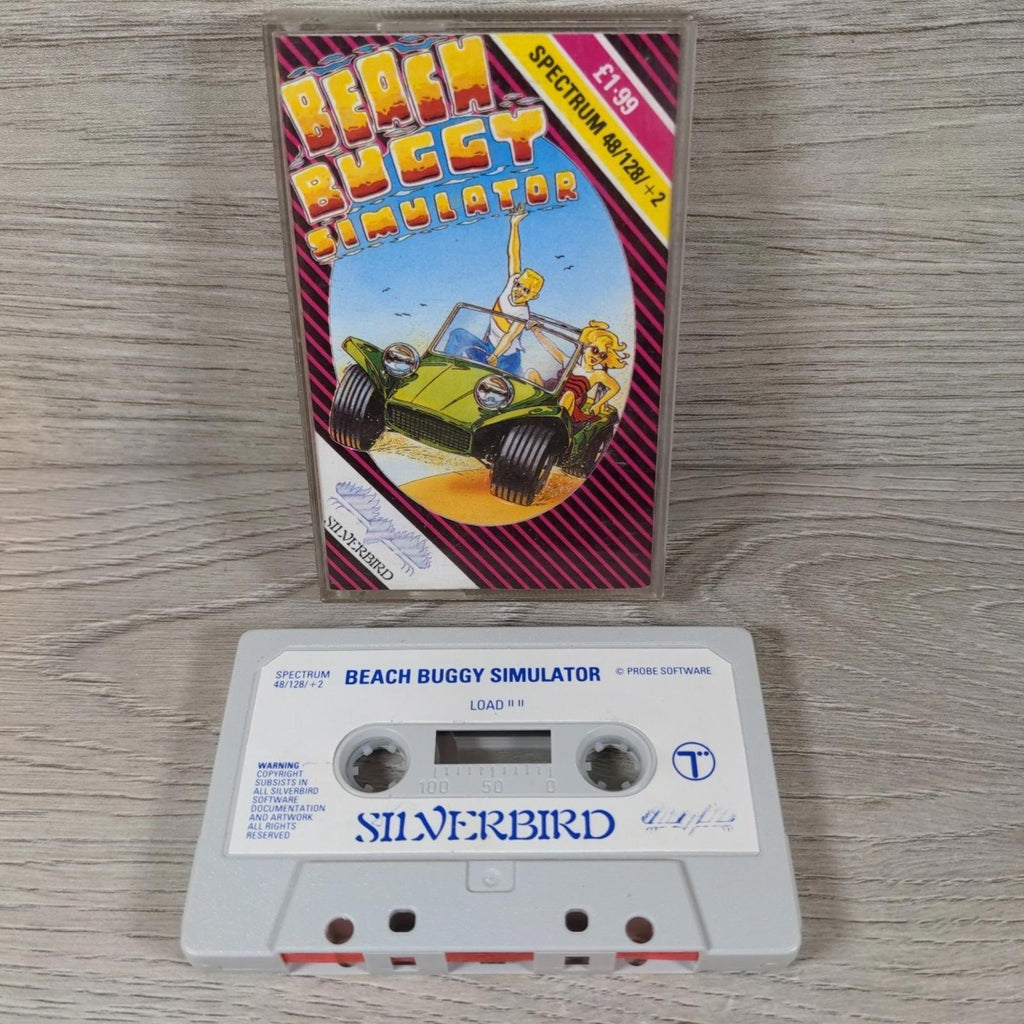 BEACH
BUGGY
SIMULATOR
£1·99
SPECTRUM 48/128/+2
SILVERBIRD
SPECTRUM
48/128/+2
BEACH BUGGY SIMULATOR
© PROBE SOFTWARE
LOAD " "
100 50 0
WARNING
COPYRIGHT
SUBSISTS IN
ALL SILVERBIRD
SOFTWARE
DOCUMENTATION
AND ARTWORK
ALL RIGHTS
RESERVED
SILVERBIRD